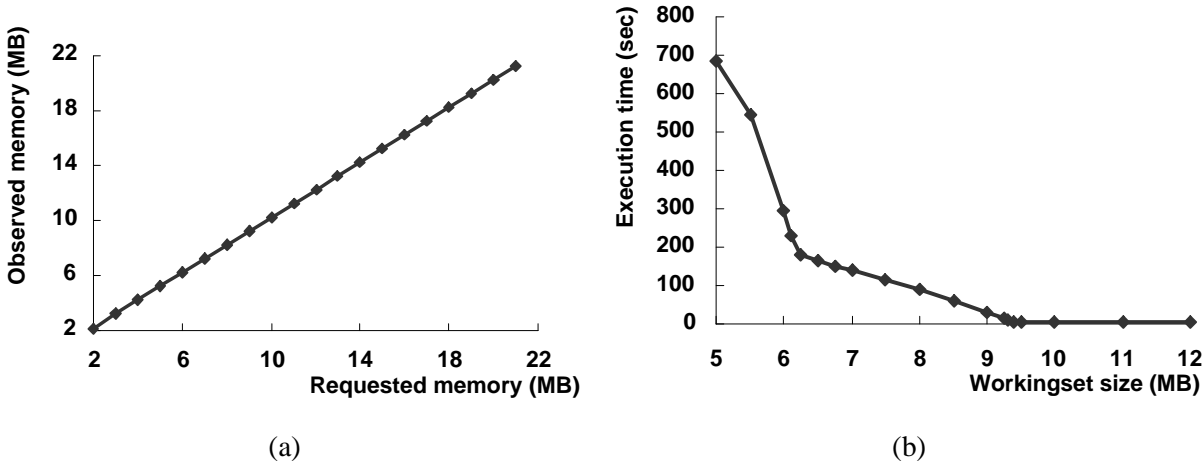 Observed memory (MB)
22
18
14
10
6
2
2 6 10 14 18 22
Requested memory (MB)
(a)
Execution time (sec)
800
700
600
500
400
300
200
100
0
5 6 7 8 9 10 11 12
Workingset size (MB)
(b)